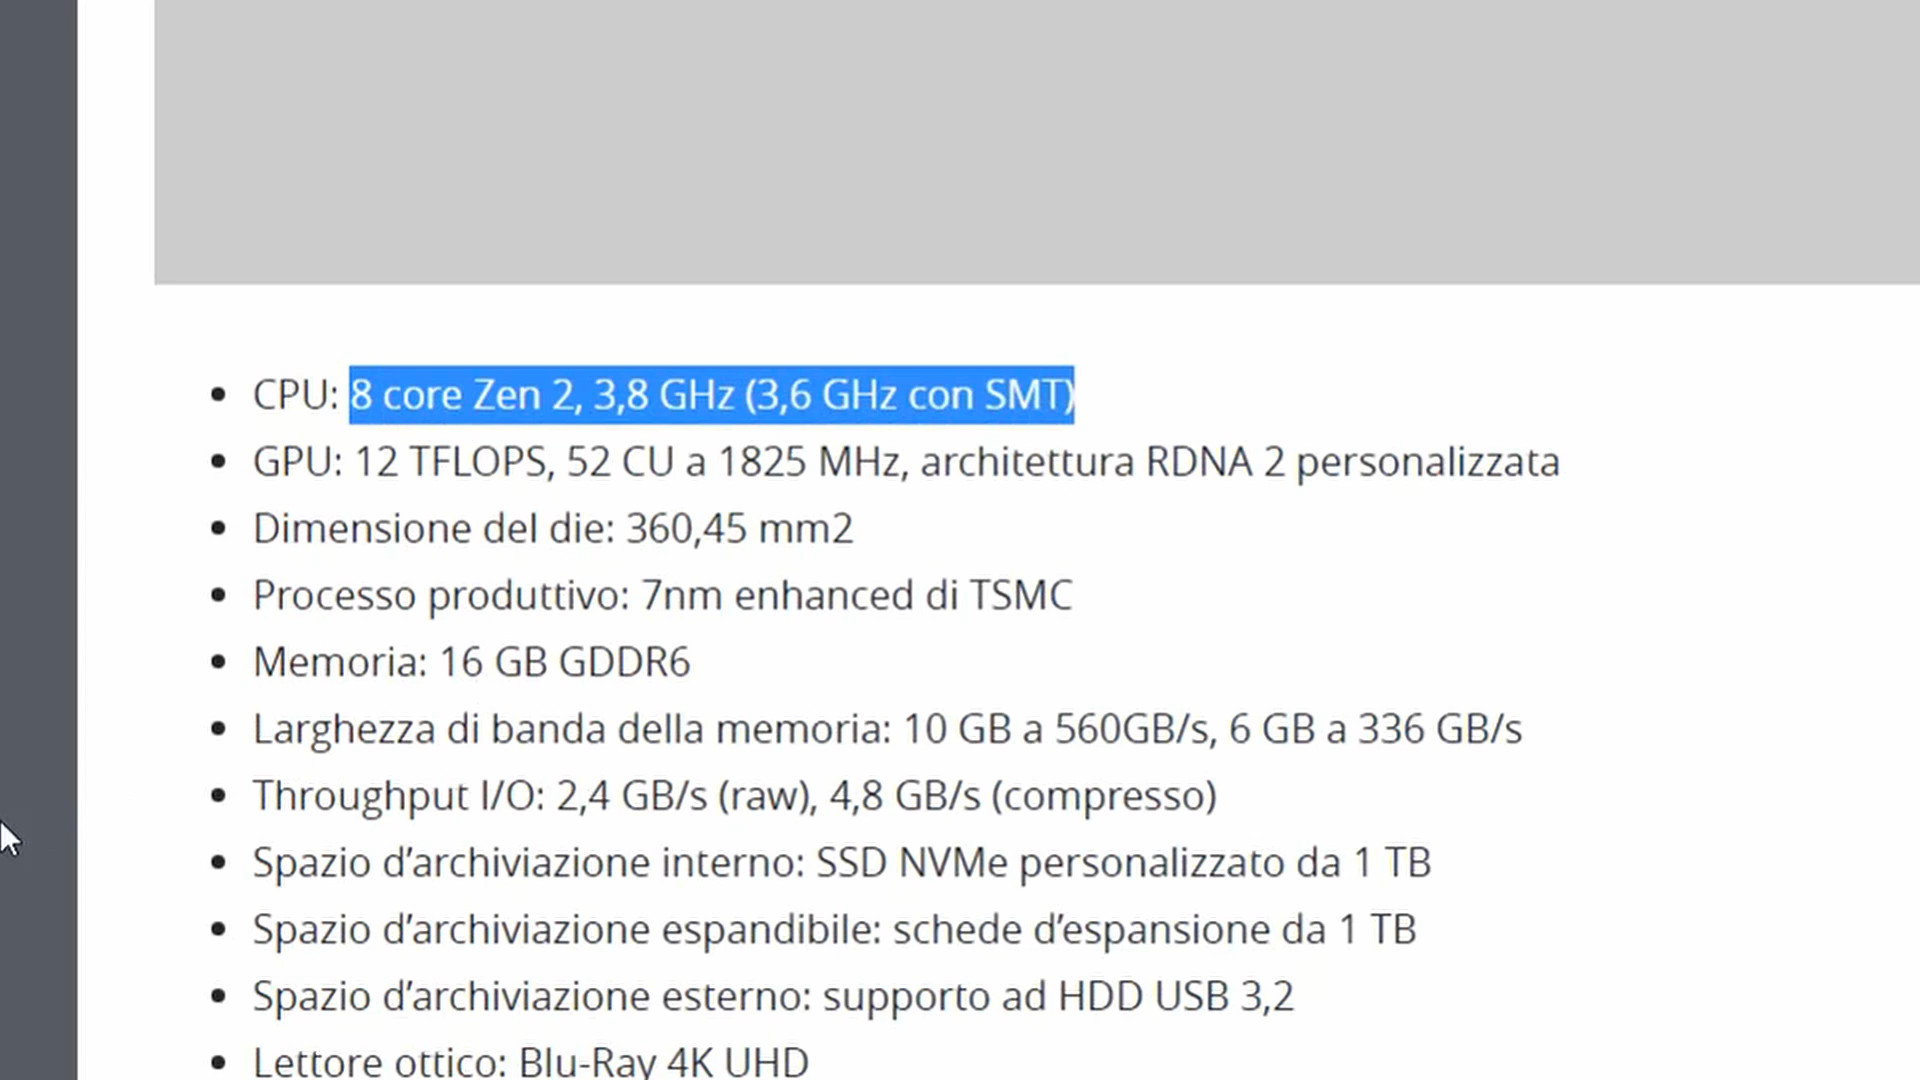 CPU: 8 core Zen 2, 3,8 GHz (3,6 GHz con SMT)
GPU: 12 TFLOPS, 52 CU a 1825 MHz, architettura RDNA 2 personalizzata
Dimensione del die: 360,45 mm2
Processo produttivo: 7nm enhanced di TSMC
Memoria: 16 GB GDDR6
Larghezza di banda della memoria: 10 GB a 560GB/s, 6 GB a 336 GB/s
Throughput I/O: 2,4 GB/s (raw), 4,8 GB/s (compresso)
Spazio d’archiviazione interno: SSD NVMe personalizzato da 1 TB
Spazio d’archiviazione espandibile: schede d’espansione da 1 TB
Spazio d’archiviazione esterno: supporto ad HDD USB 3,2
Lettore ottico: Blu-Ray 4K UHD